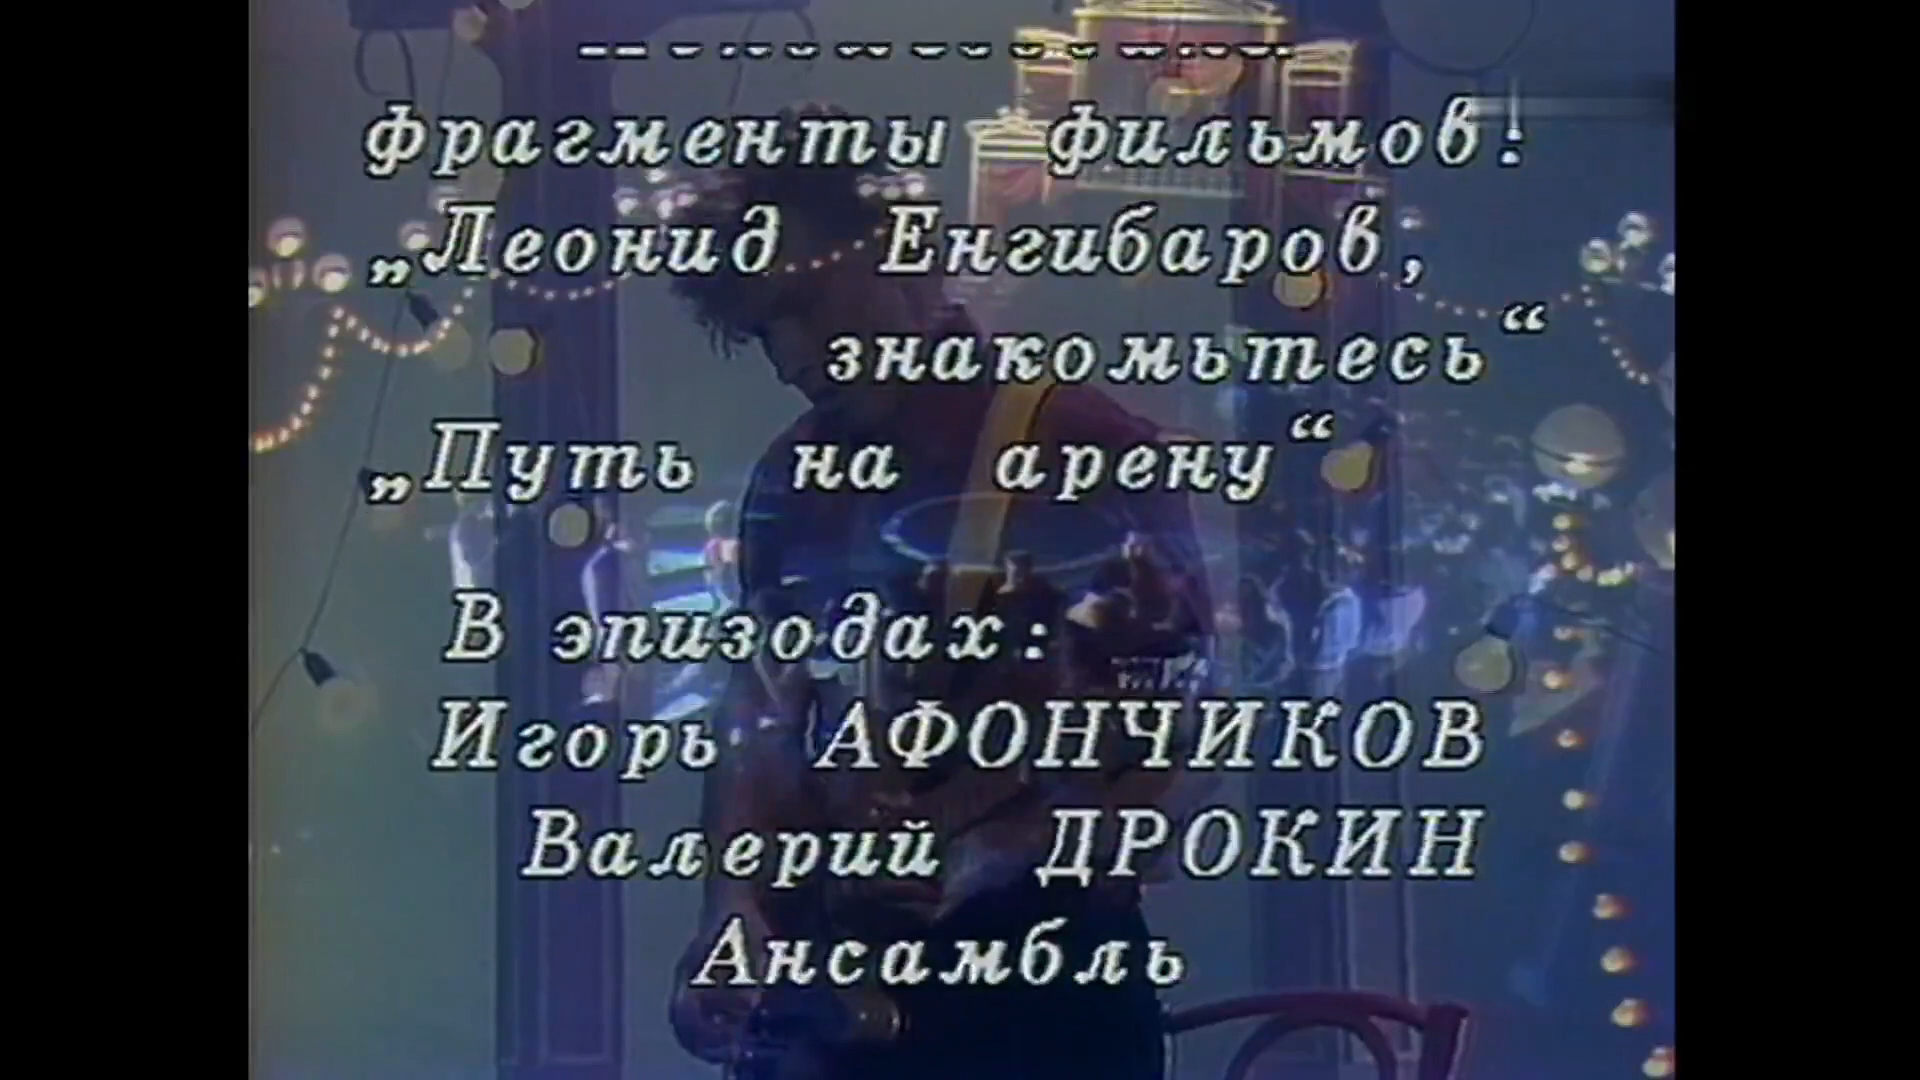 фрагменты фильмов:
„Леонид Енгибаров,
знакомьтесь“
„Путь на арену“
В эпизодах:
Игорь АФОНЧИКОВ
Валерий ДРОКИН
Ансамбль